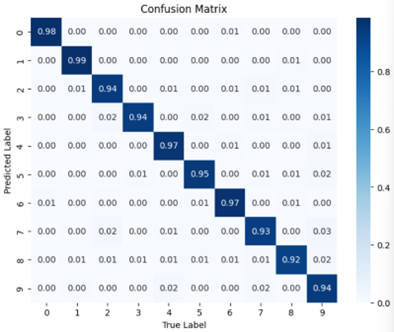 Confusion Matrix
0 0.98 0.00 0.00 0.00 0.00 0.00 0.01 0.00 0.00 0.00
1 0.00 0.99 0.00 0.00 0.00 0.00 0.00 0.00 0.01 0.00
2 0.00 0.01 0.94 0.00 0.01 0.00 0.01 0.01 0.01 0.00
3 0.00 0.00 0.02 0.94 0.00 0.02 0.00 0.01 0.01 0.01
4 0.00 0.00 0.00 0.00 0.97 0.00 0.00 0.00 0.00 0.01
5 0.00 0.00 0.00 0.01 0.00 0.95 0.00 0.01 0.01 0.02
6 0.01 0.00 0.00 0.00 0.00 0.01 0.97 0.00 0.01 0.00
7 0.00 0.00 0.02 0.00 0.01 0.00 0.00 0.93 0.00 0.03
8 0.00 0.01 0.01 0.01 0.01 0.01 0.01 0.00 0.92 0.02
9 0.00 0.00 0.00 0.00 0.02 0.00 0.00 0.02 0.00 0.94
0 1 2 3 4 5 6 7 8 9
True Label
Predicted Label
0.8
0.6
0.4
0.2
0.0